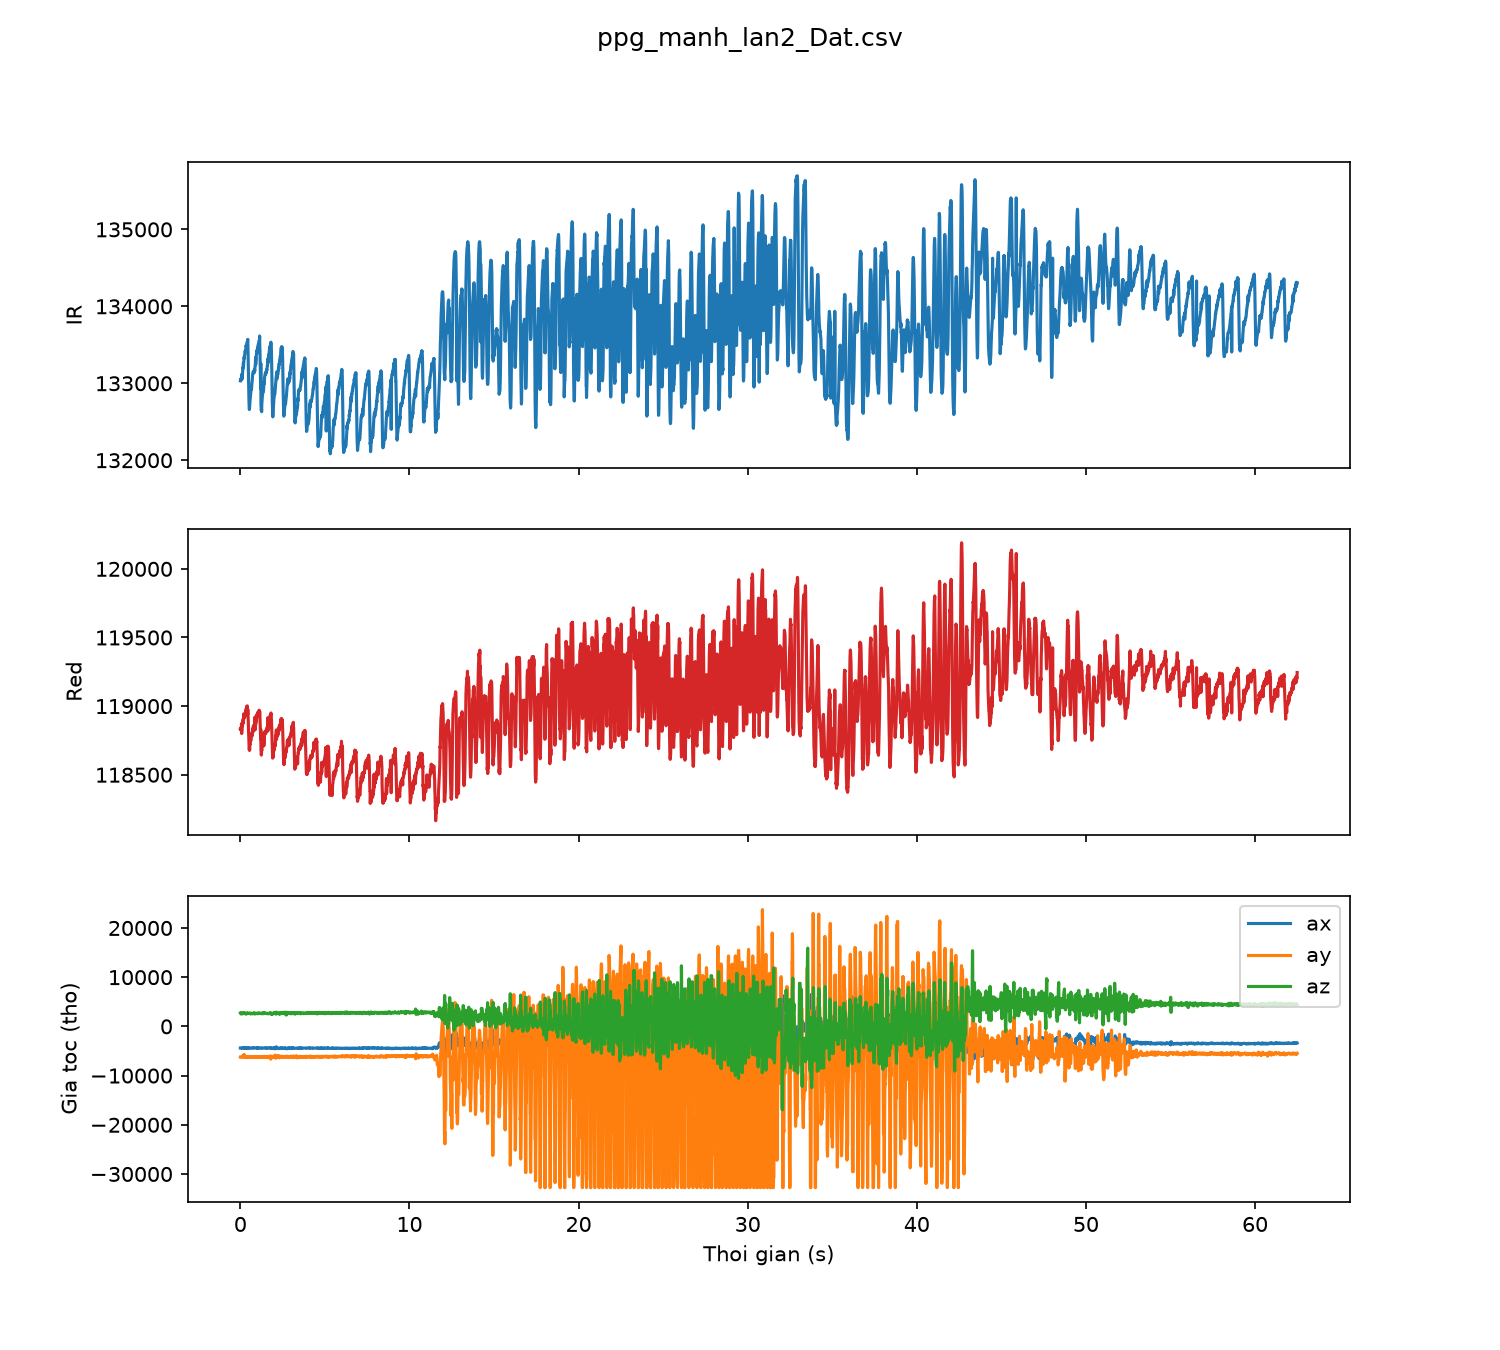 ppg_manh_lan2_Dat.csv
IR
135000
134000
133000
132000
Red
120000
119500
119000
118500
Gia toc (tho)
20000
10000
0
−10000
−20000
−30000
ax
ay
az
0 10 20 30 40 50 60
Thoi gian (s)